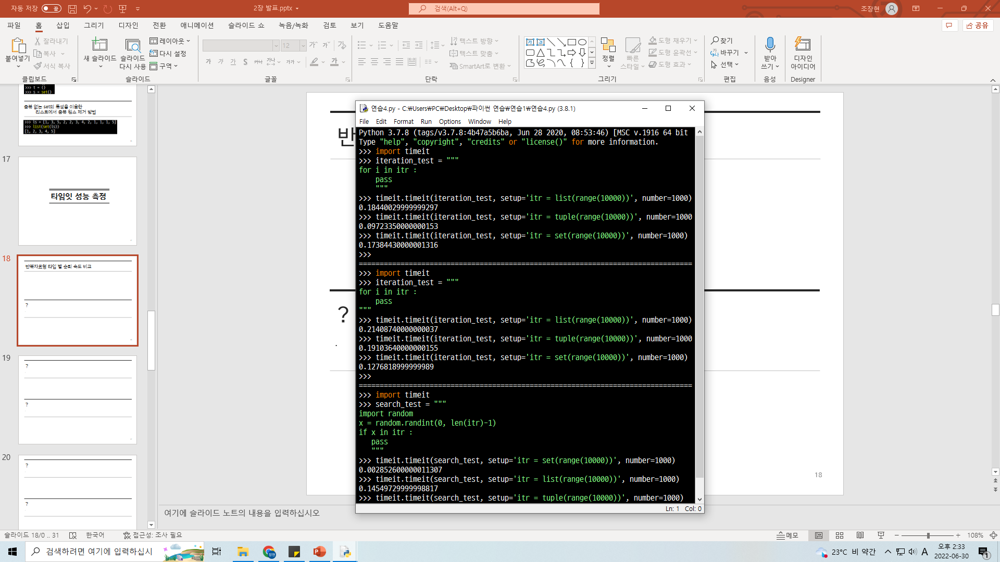 자동 저장 끔
2장 발표.pptx
검색(Alt+Q)
조장현
파일 홈 삽입 그리기 디자인 전환 애니메이션 슬라이드 쇼 녹음/녹화 검토 보기 도움말
공유
붙여넣기
잘라내기
복사
서식 복사
클립보드
새 슬라이드
슬라이드
다시 사용
레이아웃
다시 설정
구역
슬라이드
12
글꼴
텍스트 방향
텍스트 맞춤
SmartArt로 변환
단락
정렬
빠른
스타일
도형 채우기
도형 윤곽선
도형 효과
그리기
찾기
바꾸기
선택
편집
받아
쓰기
음성
디자인
아이디어
Designer
>>> t = ()
>>> s = set()
중복 없는 set의 특성을 이용한
리스트에서 중복 원소 제거 방법
>>> ls = [1, 3, 5, 2, 2, 3, 4, 2, 1, 1, 1, 5]
>>> list(set(ls))
[1, 2, 3, 4, 5]
17
타임잇 성능 측정
18
반복자료형 타입 별 순회 속도 비교
?
19
?
?
20
?
?
반
?
18
연습4.py - C:₩Users₩PC₩Desktop₩파이썬 연습₩연습1₩연습4.py (3.8.1)
File Edit Format Run Options Window Help
Python 3.7.8 (tags/v3.7.8:4b47a5b6ba, Jun 28 2020, 08:53:46) [MSC v.1916 64 bit
Type "help", "copyright", "credits" or "license()" for more information.
>>> import timeit
>>> iteration_test = """
for i in itr :
    pass
    """
>>> timeit.timeit(iteration_test, setup='itr = list(range(10000))', number=1000)
0.18440029999999297
>>> timeit.timeit(iteration_test, setup='itr = tuple(range(10000))', number=1000
0.09723350000000153
>>> timeit.timeit(iteration_test, setup='itr = set(range(10000))', number=1000)
0.17384430000001316
>>>
================================================================================
>>> import timeit
>>> iteration_test = """
for i in itr :
    pass
"""
>>> timeit.timeit(iteration_test, setup='itr = list(range(10000))', number=1000)
0.21408740000000037
>>> timeit.timeit(iteration_test, setup='itr = tuple(range(10000))', number=1000
0.19103640000000155
>>> timeit.timeit(iteration_test, setup='itr = set(range(10000))', number=1000)
0.1276818999999989
>>>
================================================================================
>>> import timeit
>>> search_test = """
import random
x = random.randint(0, len(itr)-1)
if x in itr :
   pass
   """
>>> timeit.timeit(search_test, setup='itr = set(range(10000))', number=1000)
0.002852600000011307
>>> timeit.timeit(search_test, setup='itr = list(range(10000))', number=1000)
0.14549729999998817
>>> timeit.timeit(search_test, setup='itr = tuple(range(10000))', number=1000)
Ln: 1 Col: 0
여기에 슬라이드 노트의 내용을 입력하십시오
슬라이드 18/0 .. 31 한국어 접근성: 조사 필요
메모
108%
검색하려면 여기에 입력하십시
23°C 비 약간
A
오후 2:33
2022-06-30
1